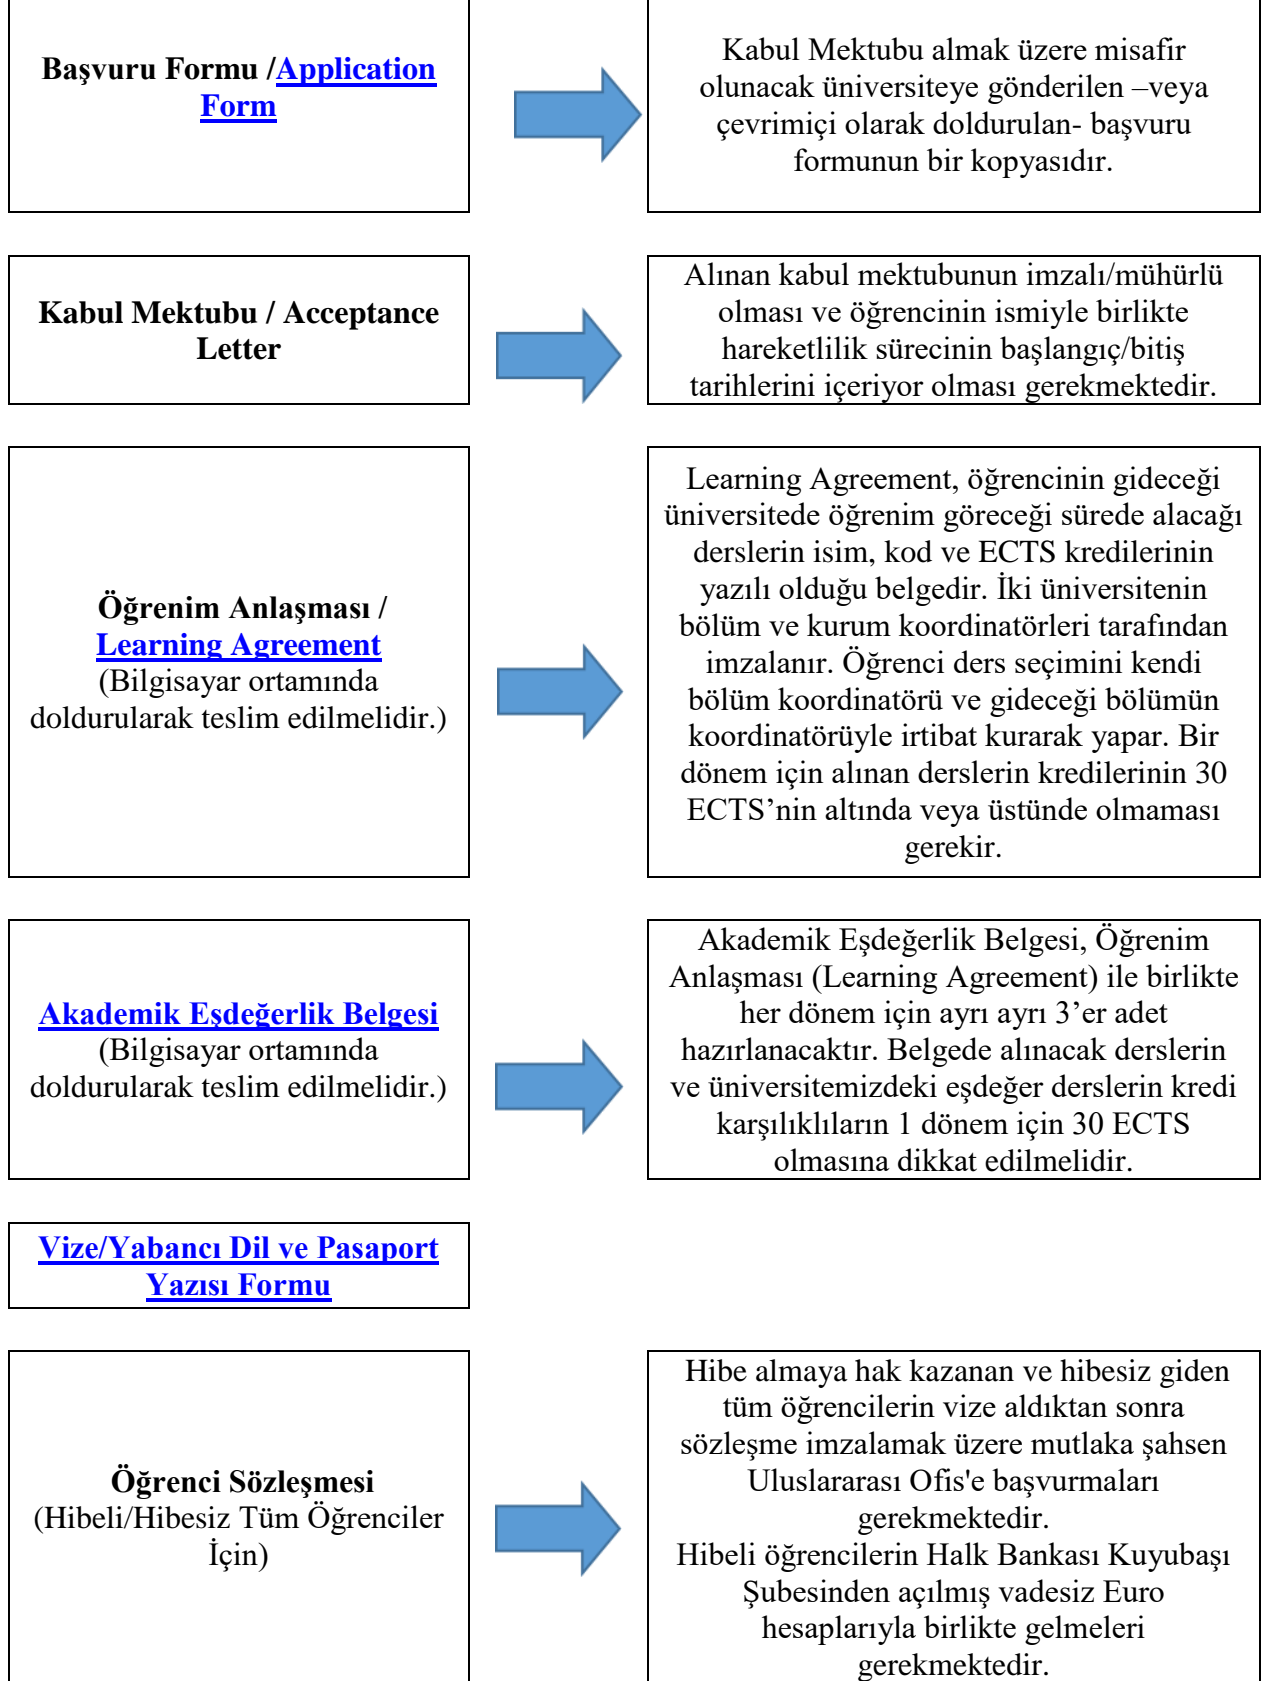 Başvuru Formu /Application
Form
Kabul Mektubu almak üzere misafir
olunacak üniversiteye gönderilen –veya
çevrimiçi olarak doldurulan- başvuru
formunun bir kopyasıdır.
Kabul Mektubu / Acceptance
Letter
Alınan kabul mektubunun imzalı/mühürlü
olması ve öğrencinin ismiyle birlikte
hareketlilik sürecinin başlangıç/bitiş
tarihlerini içeriyor olması gerekmektedir.
Öğrenim Anlaşması /
Learning Agreement
(Bilgisayar ortamında
doldurularak teslim edilmelidir.)
Learning Agreement, öğrencinin gideceği
üniversitede öğrenim göreceği sürede alacağı
derslerin isim, kod ve ECTS kredilerinin
yazılı olduğu belgedir. İki üniversitenin
bölüm ve kurum koordinatörleri tarafından
imzalanır. Öğrenci ders seçimini kendi
bölüm koordinatörü ve gideceği bölümün
koordinatörüyle irtibat kurarak yapar. Bir
dönem için alınan derslerin kredilerinin 30
ECTS’nin altında veya üstünde olmaması
gerekir.
Akademik Eşdeğerlik Belgesi
(Bilgisayar ortamında
doldurularak teslim edilmelidir.)
Akademik Eşdeğerlik Belgesi, Öğrenim
Anlaşması (Learning Agreement) ile birlikte
her dönem için ayrı ayrı 3’er adet
hazırlanacaktır. Belgede alınacak derslerin
ve üniversitemizdeki eşdeğer derslerin kredi
karşılıklıların 1 dönem için 30 ECTS
olmasına dikkat edilmelidir.
Vize/Yabancı Dil ve Pasaport
Yazısı Formu
Öğrenci Sözleşmesi
(Hibeli/Hibesiz Tüm Öğrenciler
İçin)
Hibe almaya hak kazanan ve hibesiz giden
tüm öğrencilerin vize aldıktan sonra
sözleşme imzalamak üzere mutlaka şahsen
Uluslararası Ofis'e başvurmaları
gerekmektedir.
Hibeli öğrencilerin Halk Bankası Kuyubaşı
Şubesinden açılmış vadesiz Euro
hesaplarıyla birlikte gelmeleri
gerekmektedir.